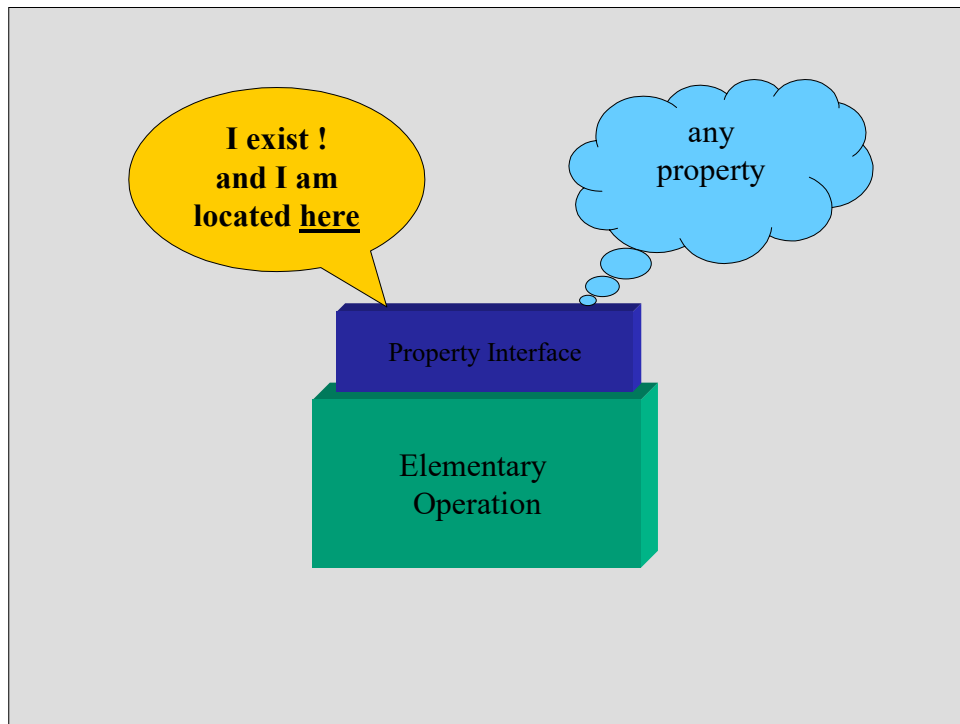 I exist !
and I am
located here
any
property
Property Interface
Elementary
Operation